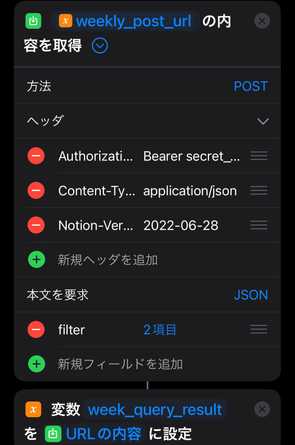 weekly_post_url の内
容を取得
方法 POST
ヘッダ
Authorizati... Bearer secret_...
Content-Ty... application/json
Notion-Ver... 2022-06-28
新規ヘッダを追加
本文を要求 JSON
filter 2項目
新規フィールドを追加
変数 week_query_result
を URLの内容 に設定